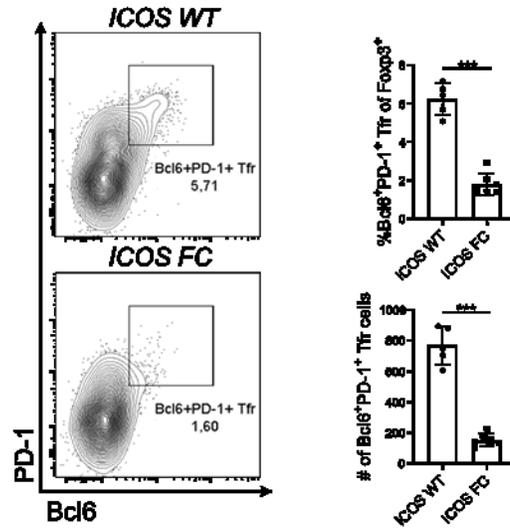 ICOS WT
Bcl6+PD-1+ Tfr
5,71
ICOS FC
Bcl6+PD-1+ Tfr
1,60
PD-1
Bcl6
%Bcl6⁺PD-1⁺ Tfr of Foxp3⁺
8
6
4
2
0
***
ICOS WT
ICOS FC
# of Bcl6⁺PD-1⁺ Tfr cells
1000
800
600
400
200
0
***
ICOS WT
ICOS FC